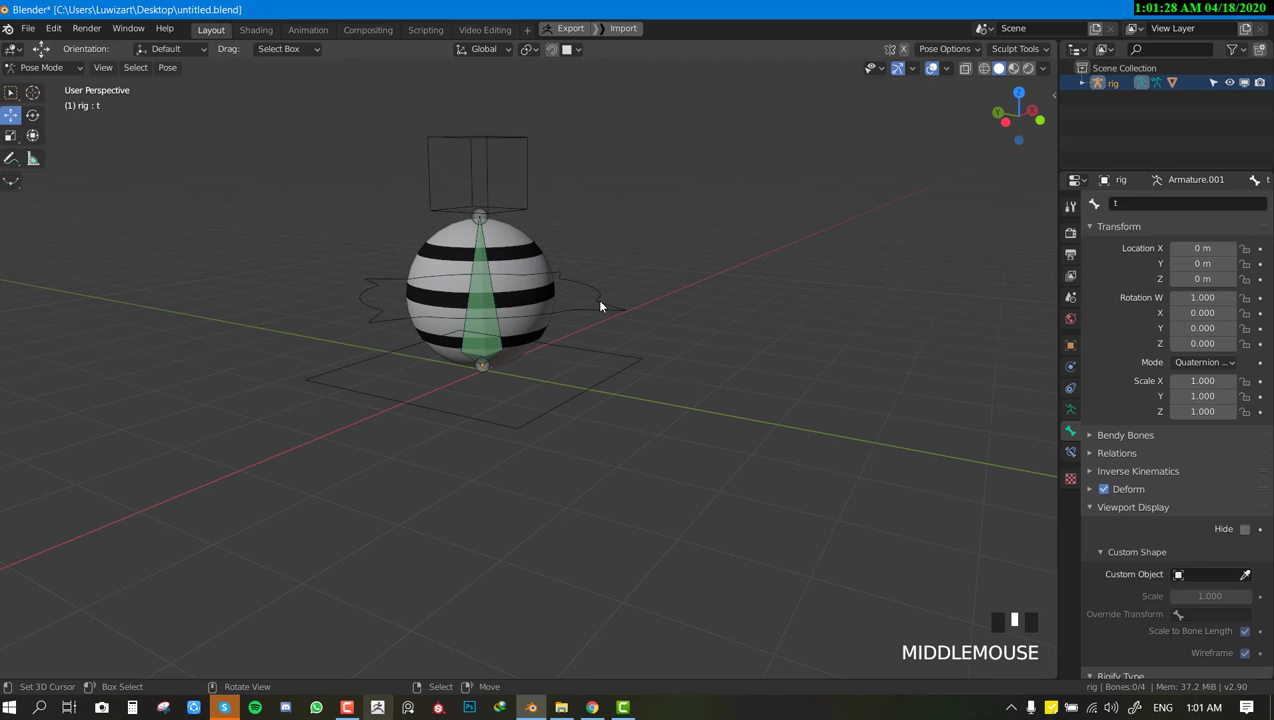 Blender* [C:\Users\Luwizart\Desktop\untitled.blend]
1:01:28 AM 04/18/2020
File Edit Render Window Help Layout Shading Animation Compositing Scripting Video Editing + Export Import Scene View Layer
Orientation: Default Drag: Select Box Global X Pose Options Sculpt Tools
Pose Mode View Select Pose
Scene Collection
rig
User Perspective
(1) rig : t
Z
Y
X
rig Armature.001 t
t
Transform
Location X 0 m
Y 0 m
Z 0 m
Rotation W 1.000
X 0.000
Y 0.000
Z 0.000
Mode Quaternion ...
Scale X 1.000
Y 1.000
Z 1.000
Bendy Bones
Relations
Inverse Kinematics
Deform
Viewport Display
Hide
Custom Shape
Custom Object
Scale 1.000
Override Transform
Scale to Bone Length
Wireframe
Rigify Type
MIDDLEMOUSE
Set 3D Cursor Box Select Rotate View Select Move rig | Bones:0/4 | Mem: 37.2 MiB | v2.90
ENG 1:01 AM